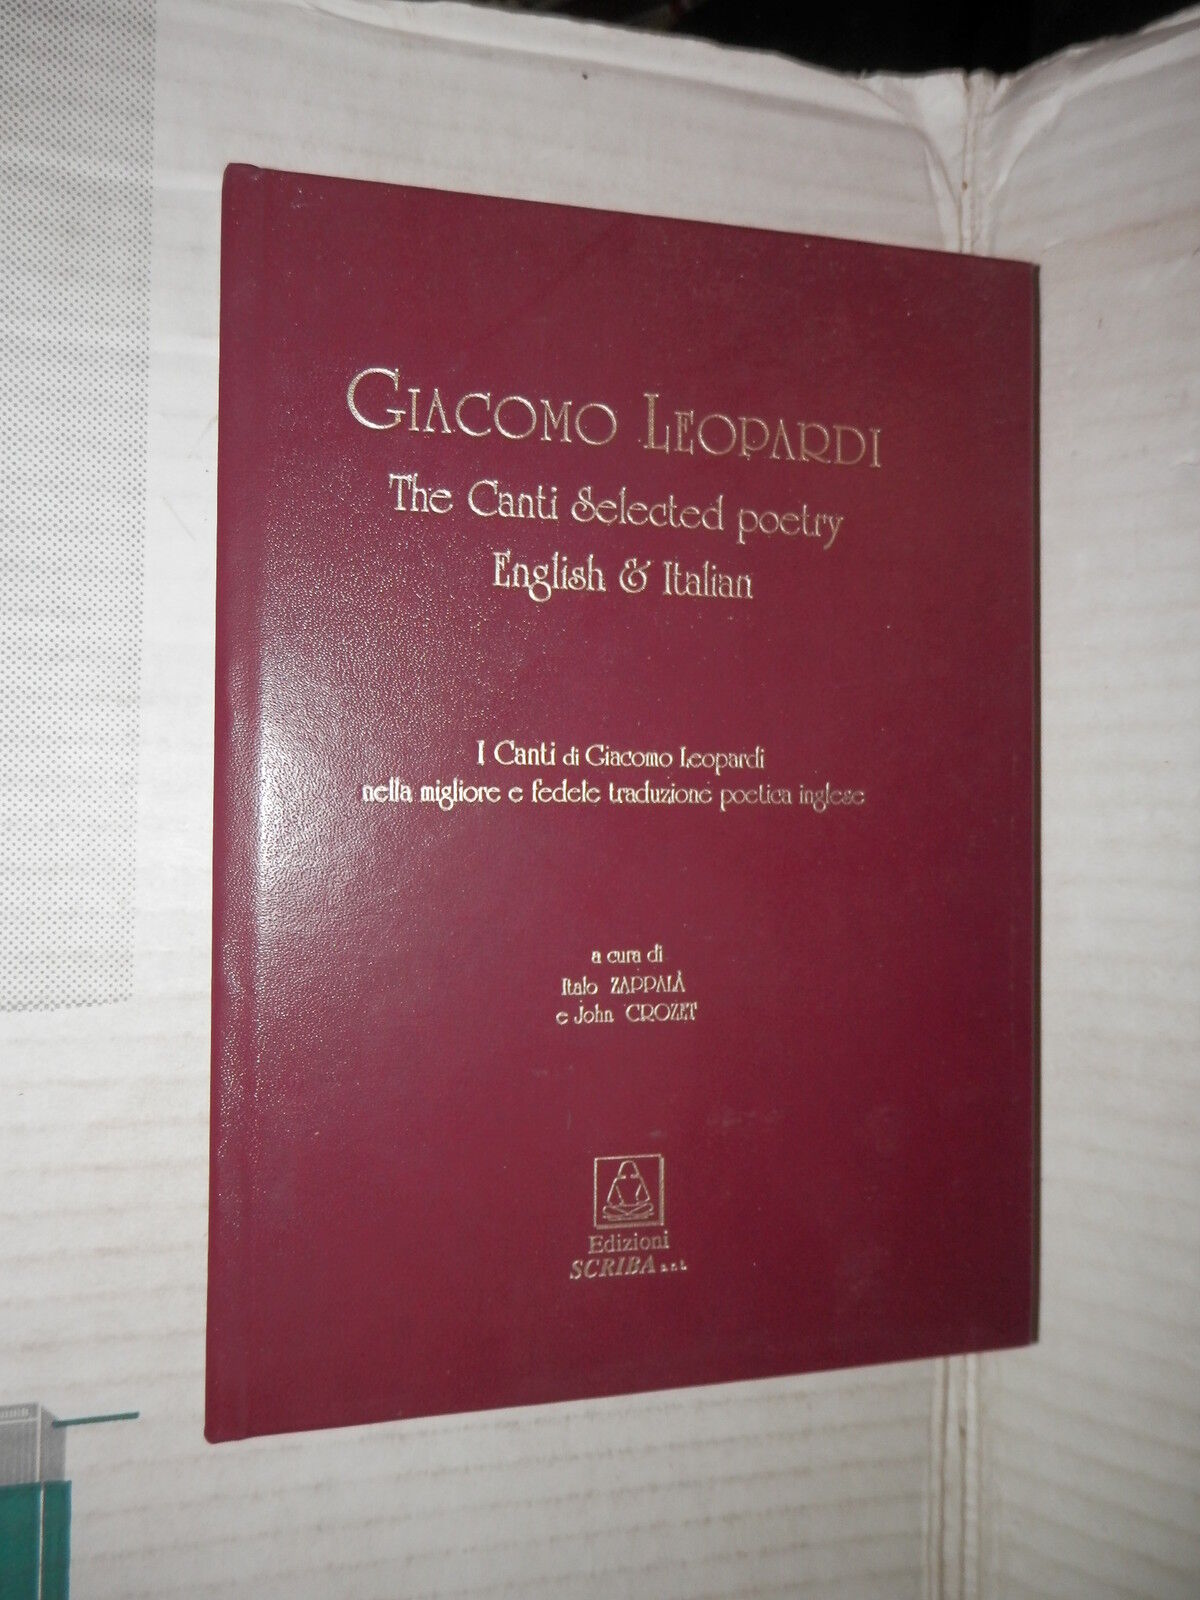 GIACOMO LEOPARDI
The Canti Selected poetry
English & Italian
I Canti di Giacomo Leopardi
nella migliore e fedele traduzione poetica inglese
a cura di
Italo ZAPPALÀ
e John CROZET
Edizioni
SCRIBA s.r.l.